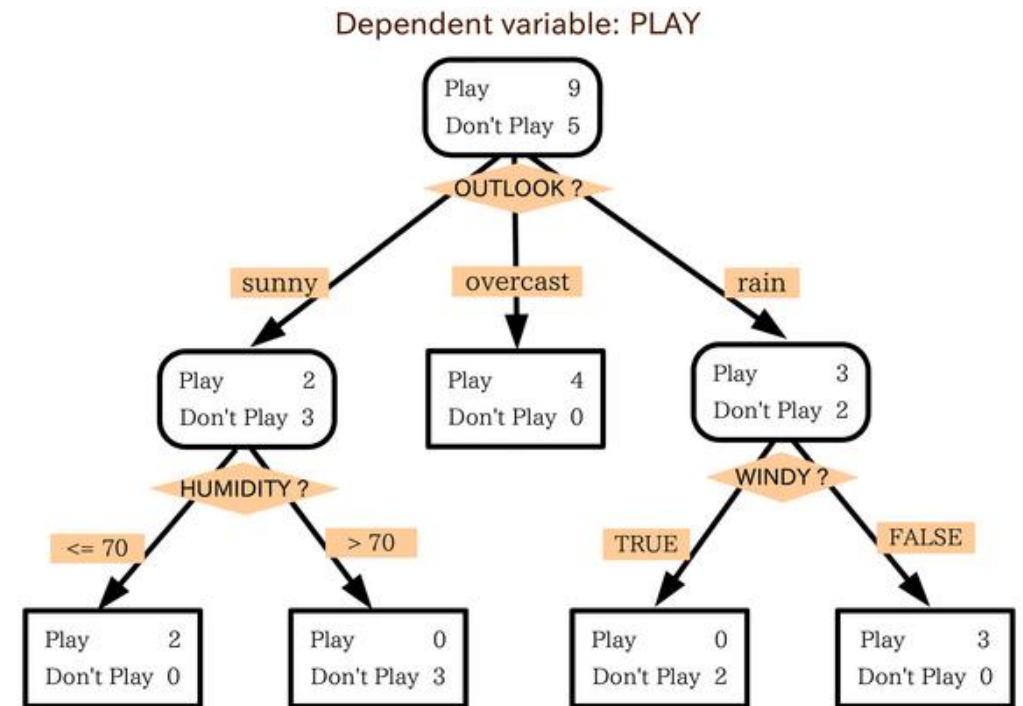 Dependent variable: PLAY
Play 9
Don't Play 5
OUTLOOK ?
sunny
overcast
rain
Play 2
Don't Play 3
Play 4
Don't Play 0
Play 3
Don't Play 2
HUMIDITY ?
WINDY ?
<= 70
> 70
TRUE
FALSE
Play 2
Don't Play 0
Play 0
Don't Play 3
Play 0
Don't Play 2
Play 3
Don't Play 0